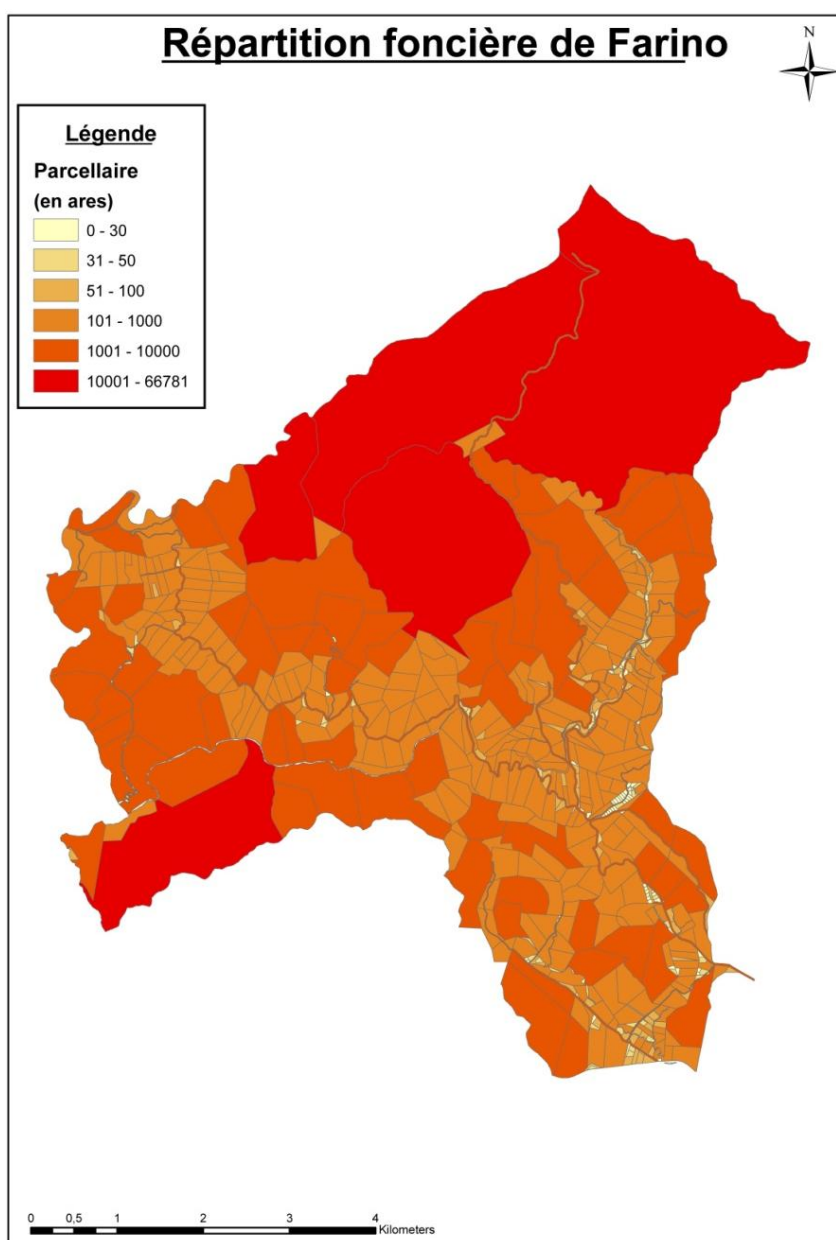 Répartition foncière de Farino
N
Légende
Parcellaire
(en ares)
0 - 30
31 - 50
51 - 100
101 - 1000
1001 - 10000
10001 - 66781
0 0,5 1 2 3 4
Kilometers